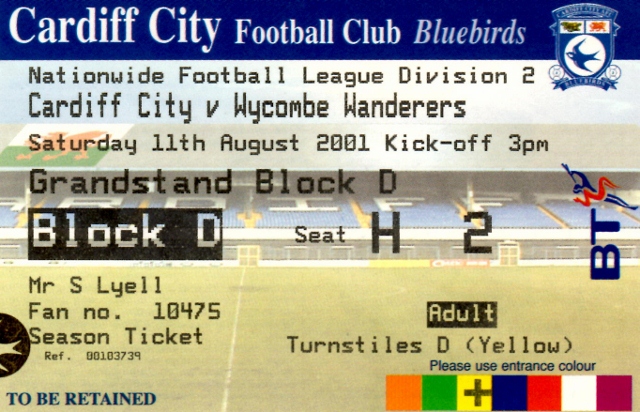 Cardiff City Football Club Bluebirds
Nationwide Football League Division 2
Cardiff City v Wycombe Wanderers
Saturday 11th August 2001 Kick-off 3pm
Grandstand Block D
Block D Seat H 2
BT
Mr S Lyell
Fan no. 10475
Season Ticket
Ref. 00103739
Adult
Turnstiles D (Yellow)
Please use entrance colour
TO BE RETAINED